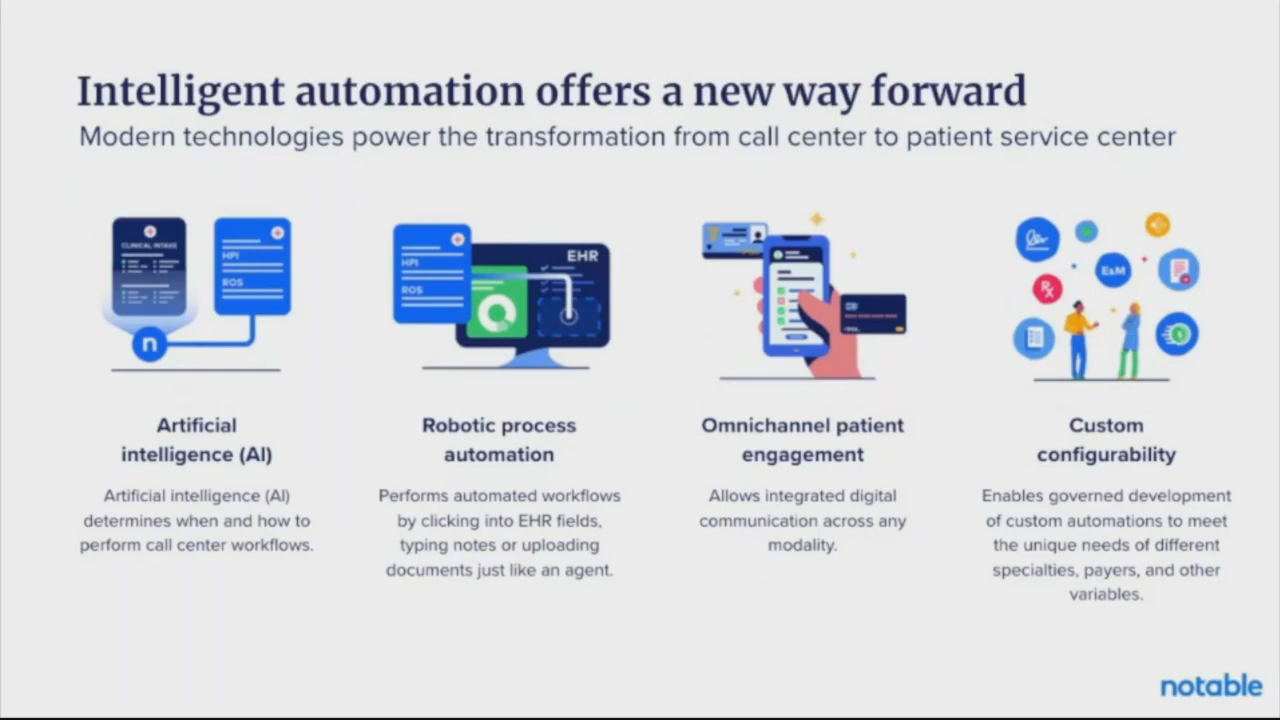 Intelligent automation offers a new way forward
Modern technologies power the transformation from call center to patient service center
CLINICAL INTAKE
HPI
ROS
n
HPI
ROS
EHR
E&M
Rx
Artificial
intelligence (AI)
Artificial intelligence (AI)
determines when and how to
perform call center workflows.
Robotic process
automation
Performs automated workflows
by clicking into EHR fields,
typing notes or uploading
documents just like an agent.
Omnichannel patient
engagement
Allows integrated digital
communication across any
modality.
Custom
configurability
Enables governed development
of custom automations to meet
the unique needs of different
specialties, payers, and other
variables.
notable